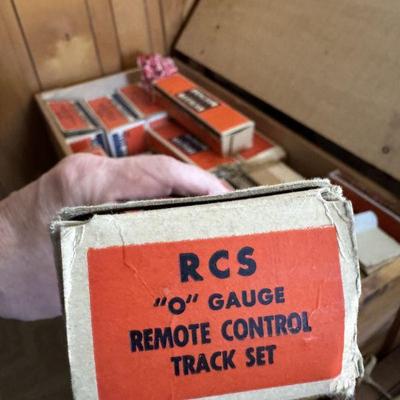 RCS
"O" GAUGE
REMOTE CONTROL
TRACK SET